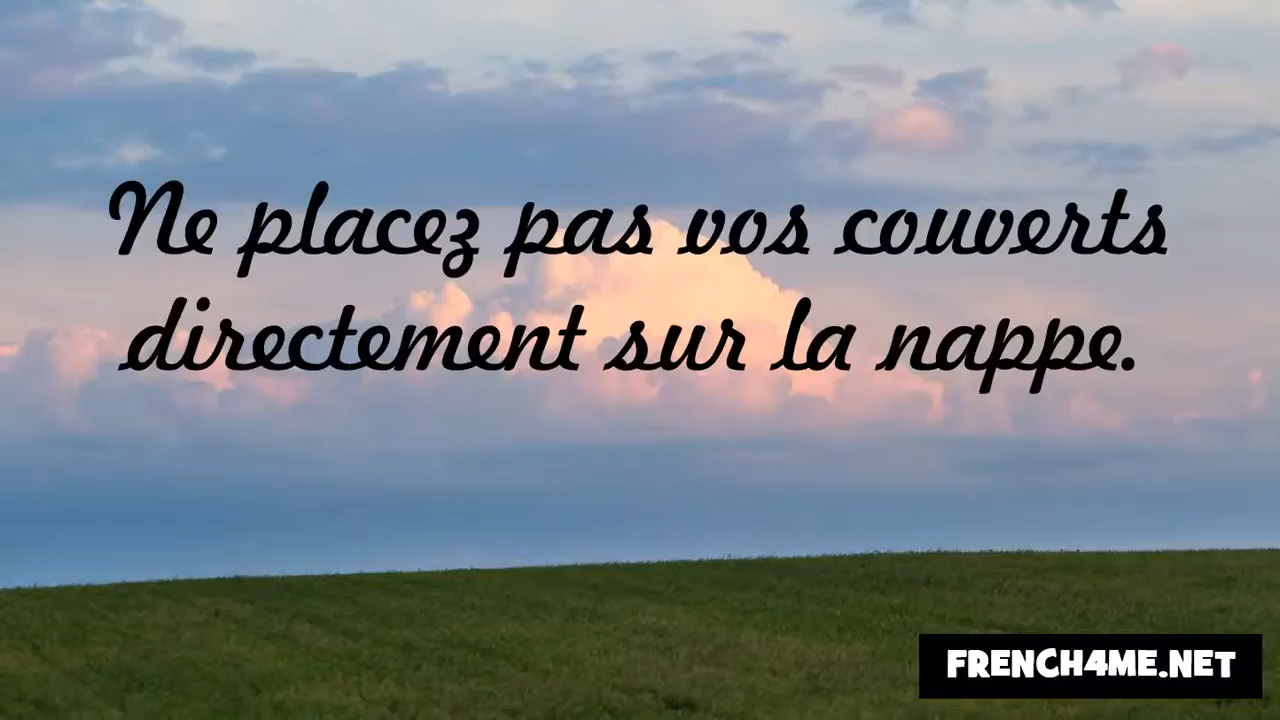 Ne placez pas vos couverts
directement sur la nappe.
FRENCH4ME.NET